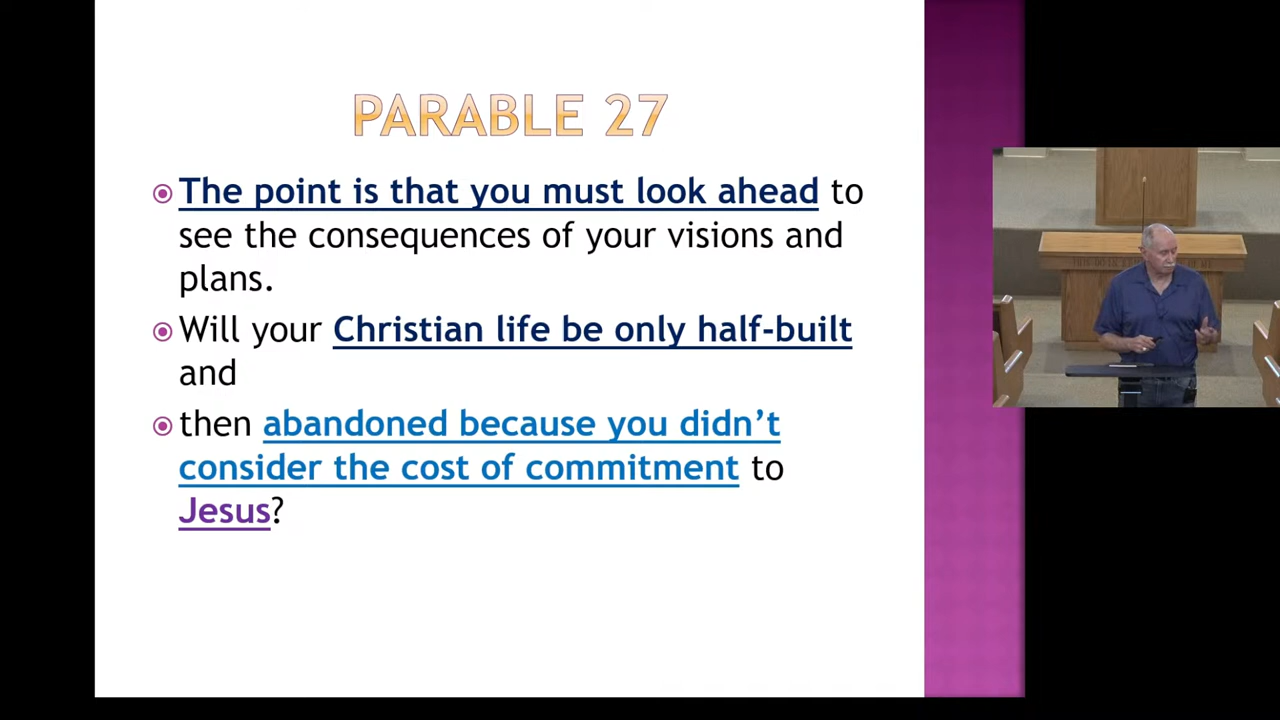 PARABLE 27
The point is that you must look ahead to
see the consequences of your visions and
plans.
Will your Christian life be only half-built
and
then abandoned because you didn’t
consider the cost of commitment to
Jesus?